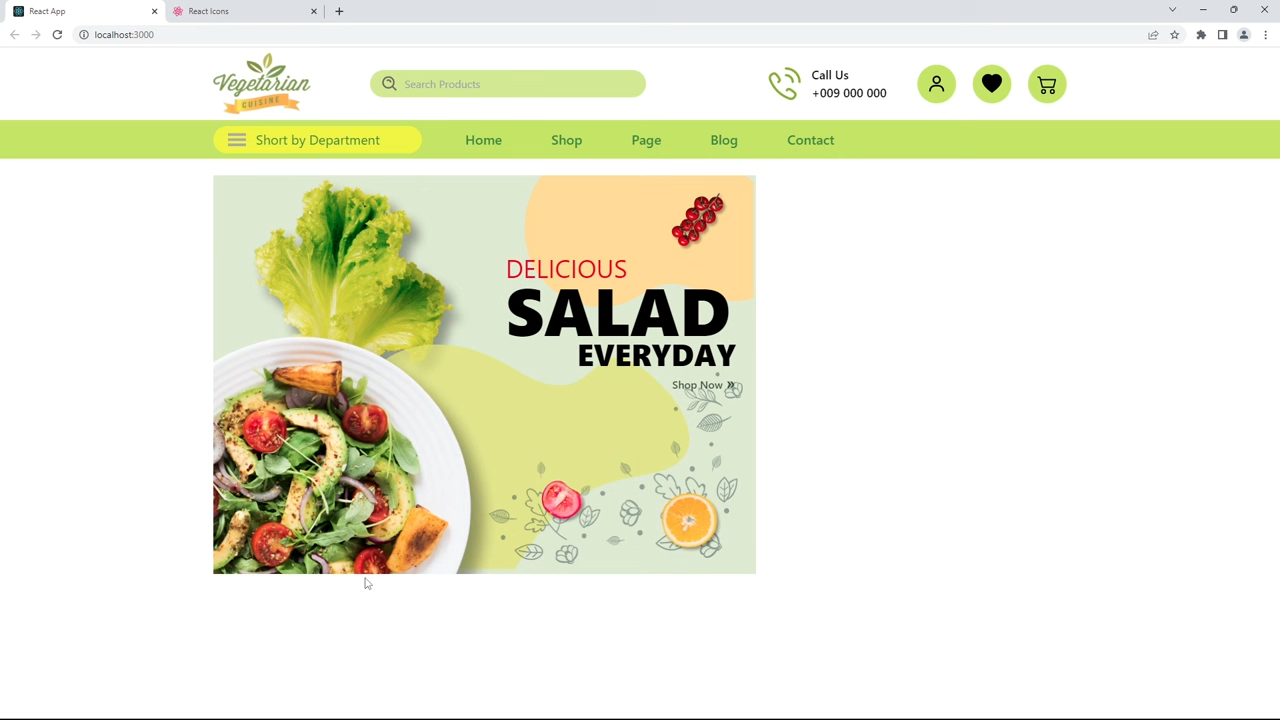 React App
React Icons
localhost:3000
Vegetarian
CUISINE
Search Products
Call Us
+009 000 000
Short by Department
Home
Shop
Page
Blog
Contact
DELICIOUS
SALAD
EVERYDAY
Shop Now »